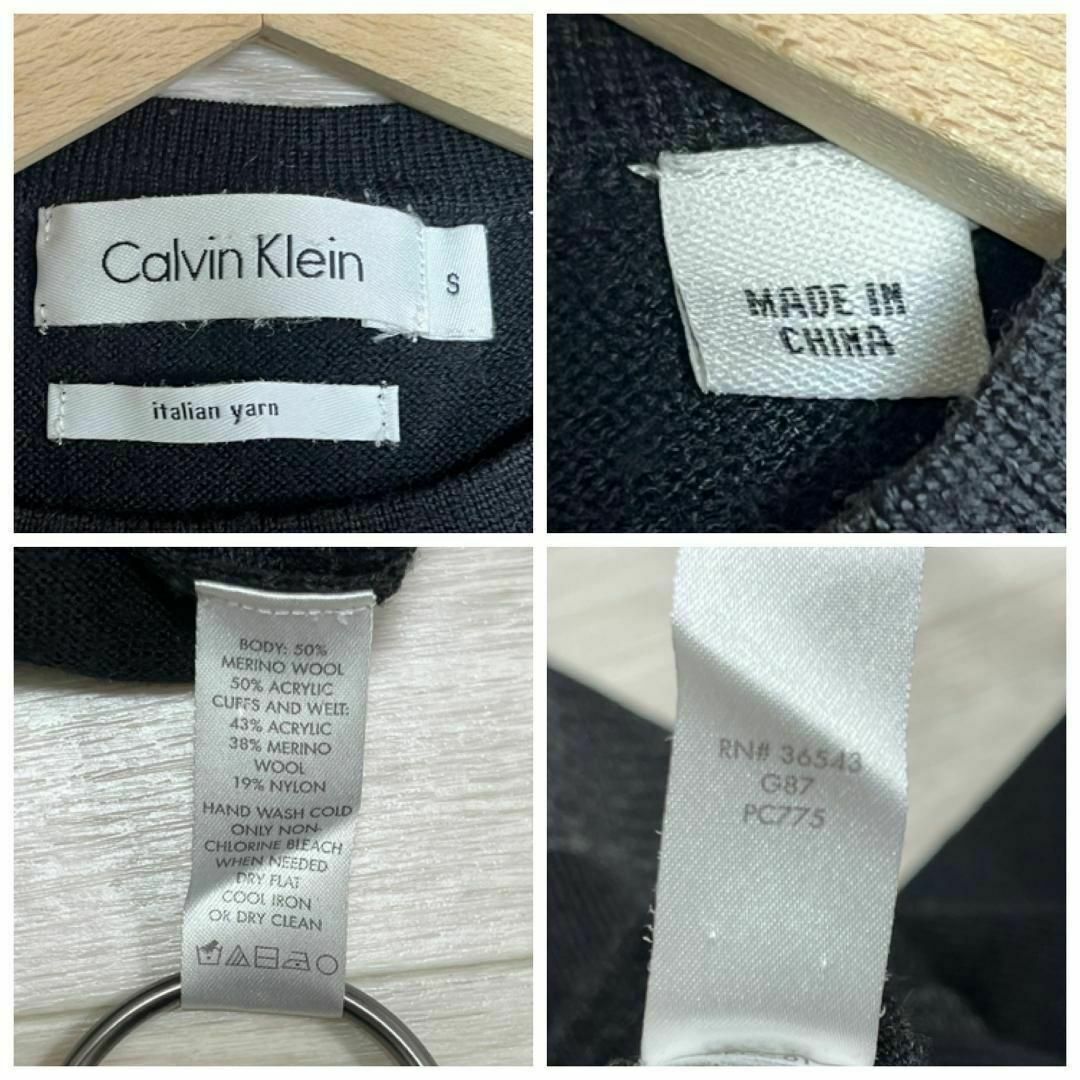 Calvin Klein
S
italian yarn
MADE IN
CHINA
BODY: 50%
MERINO WOOL
50% ACRYLIC
CUFFS AND WELT:
43% ACRYLIC
38% MERINO
WOOL
19% NYLON
HAND WASH COLD
ONLY NON-
CHLORINE BLEACH
WHEN NEEDED
DRY FLAT
COOL IRON
OR DRY CLEAN
RN# 36543
G87
PC775